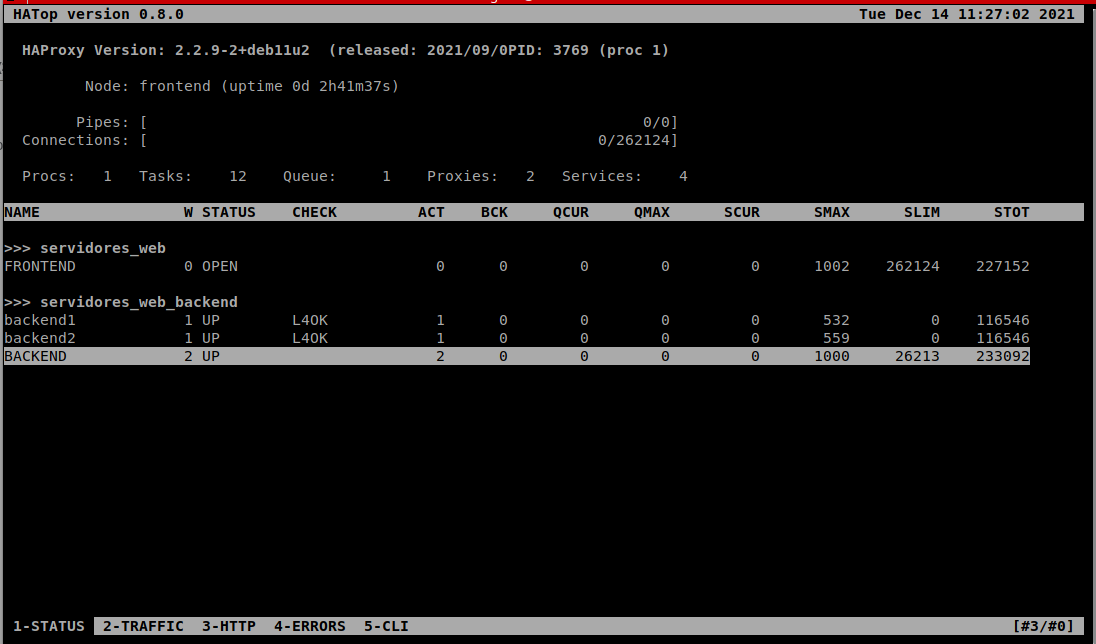 HATop version 0.8.0 Tue Dec 14 11:27:02 2021
HAProxy Version: 2.2.9-2+deb11u2 (released: 2021/09/0PID: 3769 (proc 1)
Node: frontend (uptime 0d 2h41m37s)
Pipes: [ 0/0]
Connections: [ 0/262124]
Procs: 1 Tasks: 12 Queue: 1 Proxies: 2 Services: 4
NAME W STATUS CHECK ACT BCK QCUR QMAX SCUR SMAX SLIM STOT
>>> servidores_web
FRONTEND 0 OPEN 0 0 0 0 0 1002 262124 227152
>>> servidores_web_backend
backend1 1 UP L4OK 1 0 0 0 0 532 0 116546
backend2 1 UP L4OK 1 0 0 0 0 559 0 116546
BACKEND 2 UP 2 0 0 0 0 1000 26213 233092
1-STATUS 2-TRAFFIC 3-HTTP 4-ERRORS 5-CLI [#3/#0]